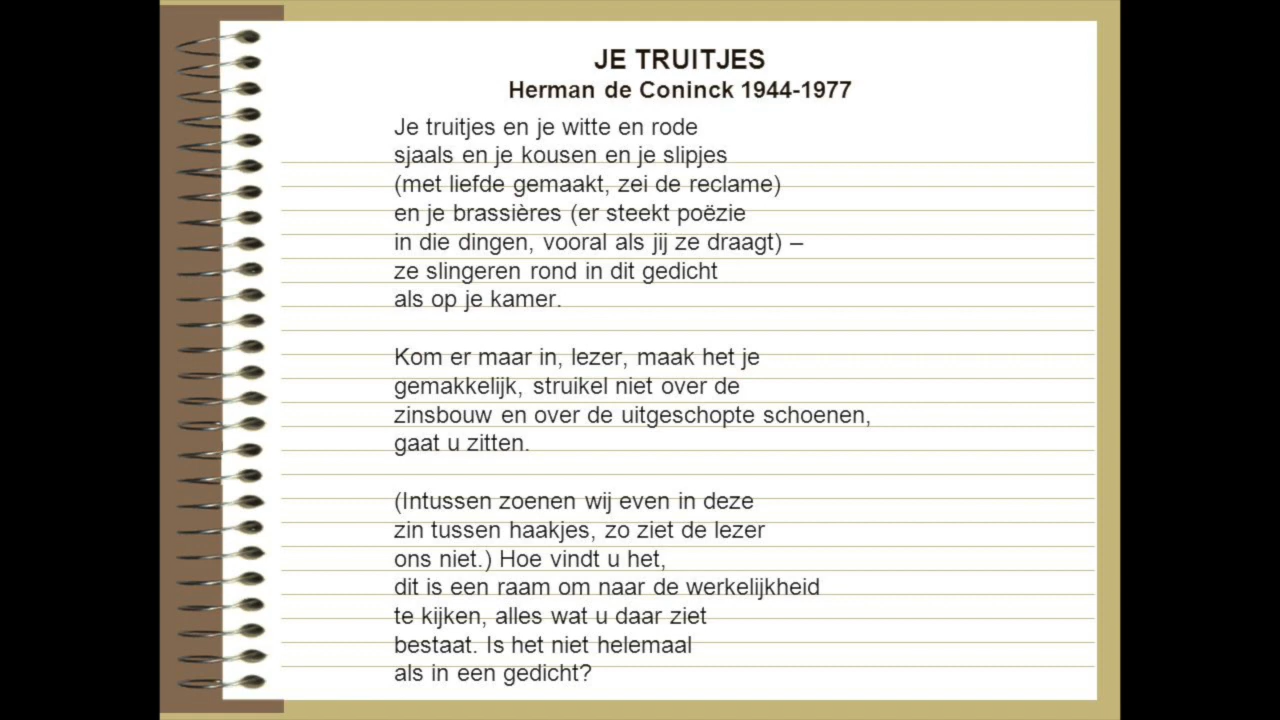 JE TRUITJES
Herman de Coninck 1944-1977
Je truitjes en je witte en rode
sjaals en je kousen en je slipjes
(met liefde gemaakt, zei de reclame)
en je brassières (er steekt poëzie
in die dingen, vooral als jij ze draagt) –
ze slingeren rond in dit gedicht
als op je kamer.
Kom er maar in, lezer, maak het je
gemakkelijk, struikel niet over de
zinsbouw en over de uitgeschopte schoenen,
gaat u zitten.
(Intussen zoenen wij even in deze
zin tussen haakjes, zo ziet de lezer
ons niet.) Hoe vindt u het,
dit is een raam om naar de werkelijkheid
te kijken, alles wat u daar ziet
bestaat. Is het niet helemaal
als in een gedicht?